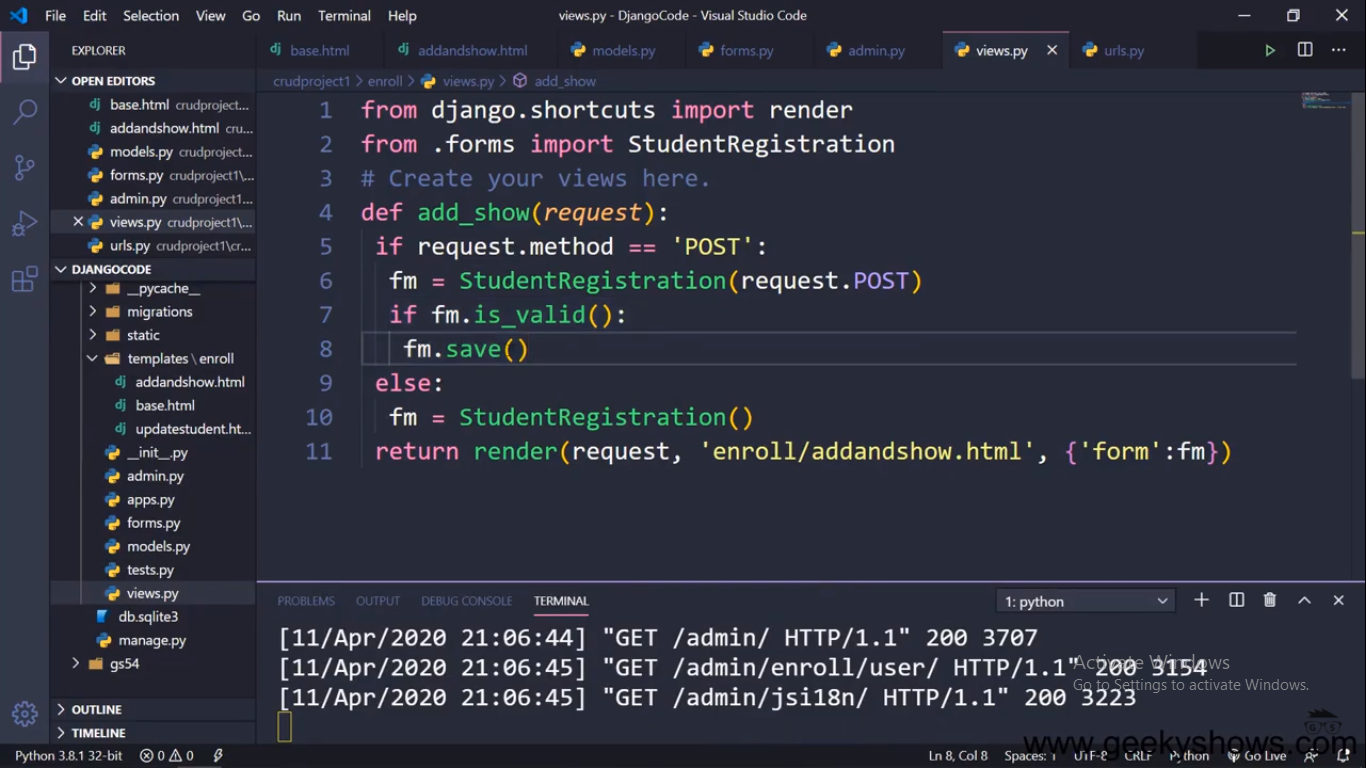 File Edit Selection View Go Run Terminal Help
views.py - DjangoCode - Visual Studio Code
EXPLORER
OPEN EDITORS
base.html crudproject...
addandshow.html cru...
models.py crudproject...
forms.py crudproject1\...
admin.py crudproject1...
views.py crudproject1\...
urls.py crudproject1\cr...
DJANGOCODE
__pycache__
migrations
static
templates \ enroll
addandshow.html
base.html
updatestudent.ht...
__init__.py
admin.py
apps.py
forms.py
models.py
tests.py
views.py
db.sqlite3
manage.py
gs54
OUTLINE
TIMELINE
base.html addandshow.html models.py forms.py admin.py views.py urls.py
crudproject1 > enroll > views.py > add_show
1 from django.shortcuts import render
2 from .forms import StudentRegistration
3 # Create your views here.
4 def add_show(request):
5 if request.method == 'POST':
6 fm = StudentRegistration(request.POST)
7 if fm.is_valid():
8 fm.save()
9 else:
10 fm = StudentRegistration()
11 return render(request, 'enroll/addandshow.html', {'form':fm})
PROBLEMS OUTPUT DEBUG CONSOLE TERMINAL 1: python
[11/Apr/2020 21:06:44] "GET /admin/ HTTP/1.1" 200 3707
[11/Apr/2020 21:06:45] "GET /admin/enroll/user/ HTTP/1.1" 200 3154
[11/Apr/2020 21:06:45] "GET /admin/jsi18n/ HTTP/1.1" 200 3223
Activate Windows
Go to Settings to activate Windows.
www.geekyshows.com
Python 3.8.1 32-bit 0 0 Ln 8, Col 8 Spaces: 1 UTF-8 CRLF Python Go Live